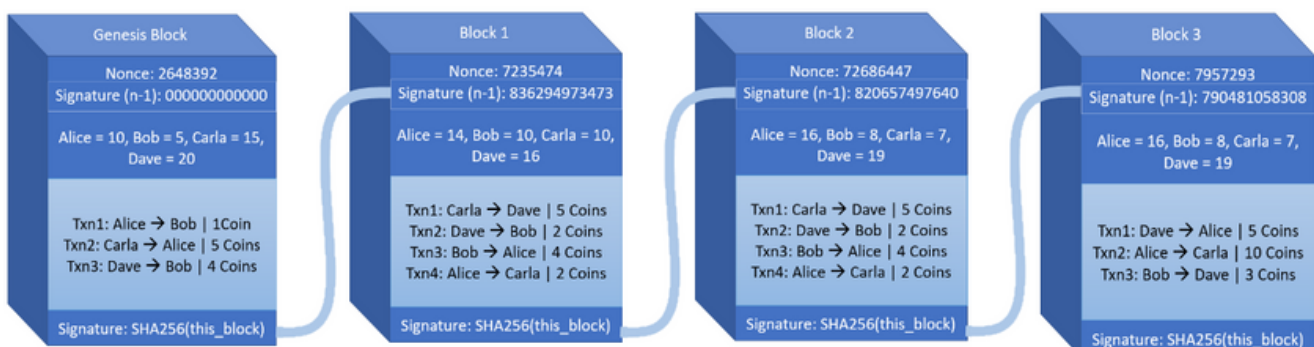 Genesis Block
Nonce: 2648392
Signature (n-1): 000000000000
Alice = 10, Bob = 5, Carla = 15,
Dave = 20
Txn1: Alice → Bob | 1Coin
Txn2: Carla → Alice | 5 Coins
Txn3: Dave → Bob | 4 Coins
Signature: SHA256(this_block)
Block 1
Nonce: 7235474
Signature (n-1): 836294973473
Alice = 14, Bob = 10, Carla = 10,
Dave = 16
Txn1: Carla → Dave | 5 Coins
Txn2: Dave → Bob | 2 Coins
Txn3: Bob → Alice | 4 Coins
Txn4: Alice → Carla | 2 Coins
Signature: SHA256(this_block)
Block 2
Nonce: 72686447
Signature (n-1): 820657497640
Alice = 16, Bob = 8, Carla = 7,
Dave = 19
Txn1: Carla → Dave | 5 Coins
Txn2: Dave → Bob | 2 Coins
Txn3: Bob → Alice | 4 Coins
Txn4: Alice → Carla | 2 Coins
Signature: SHA256(this_block)
Block 3
Nonce: 7957293
Signature (n-1): 790481058308
Alice = 16, Bob = 8, Carla = 7,
Dave = 19
Txn1: Dave → Alice | 5 Coins
Txn2: Alice → Carla | 10 Coins
Txn3: Bob → Dave | 3 Coins
Signature: SHA256(this_block)